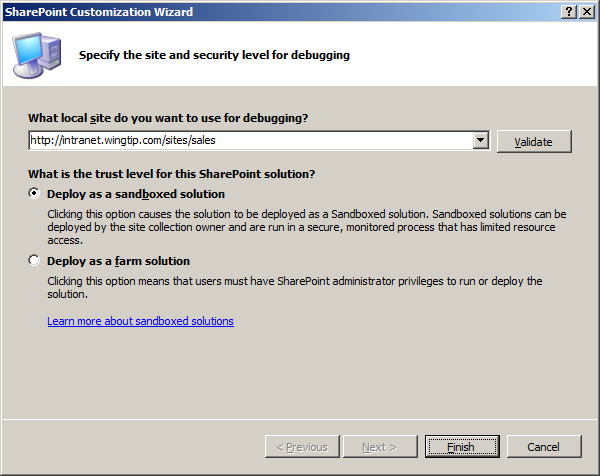 SharePoint Customization Wizard
Specify the site and security level for debugging
What local site do you want to use for debugging?
http://intranet.wingtip.com/sites/sales
Validate
What is the trust level for this SharePoint solution?
Deploy as a sandboxed solution
Clicking this option causes the solution to be deployed as a Sandboxed solution. Sandboxed solutions can be
deployed by the site collection owner and are run in a secure, monitored process that has limited resource
access.
Deploy as a farm solution
Clicking this option means that users must have SharePoint administrator privileges to run or deploy the
solution.
Learn more about sandboxed solutions
< Previous
Next >
Finish
Cancel